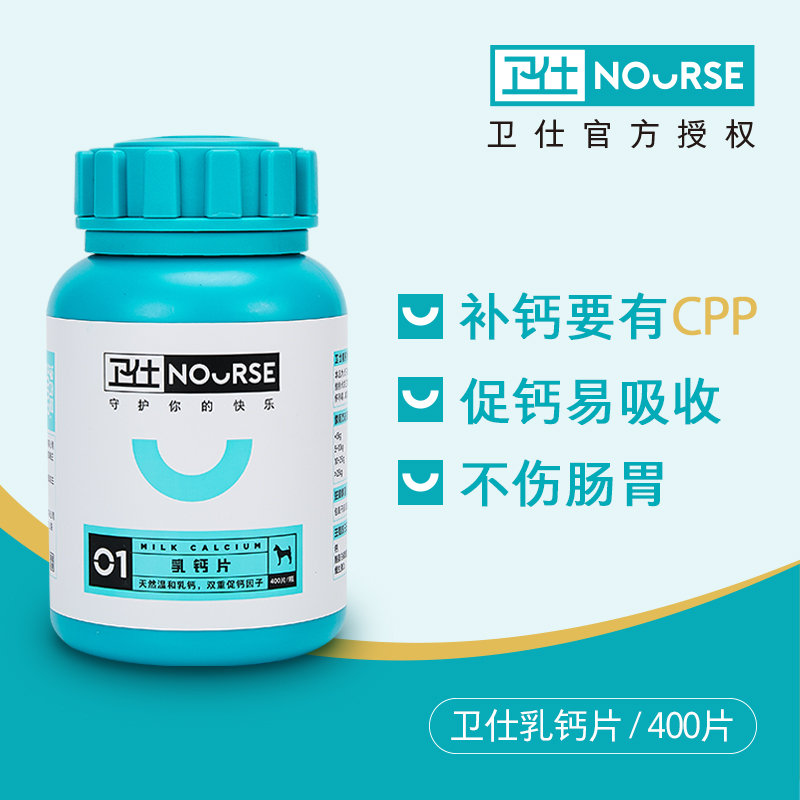 卫仕 NOURSE
卫仕官方授权
补钙要有CPP
促钙易吸收
不伤肠胃
卫仕 NOURSE
守护你的快乐
01
MILK CALCIUM
乳钙片
天然温和乳钙，双重促钙因子
400片/瓶
卫仕乳钙片 / 400片